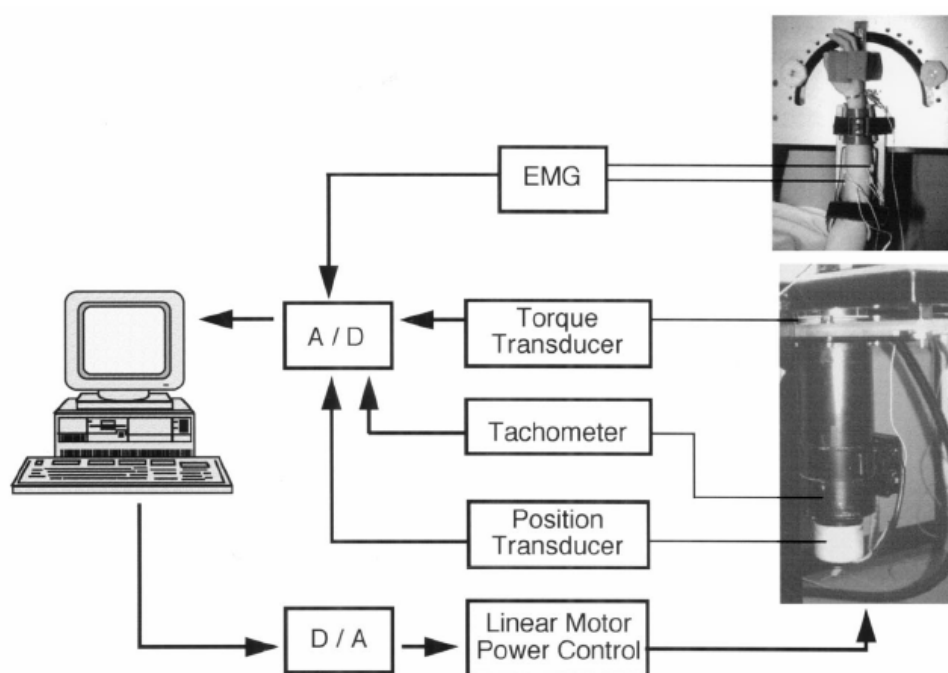 EMG
A / D
Torque
Transducer
Tachometer
Position
Transducer
D / A
Linear Motor
Power Control